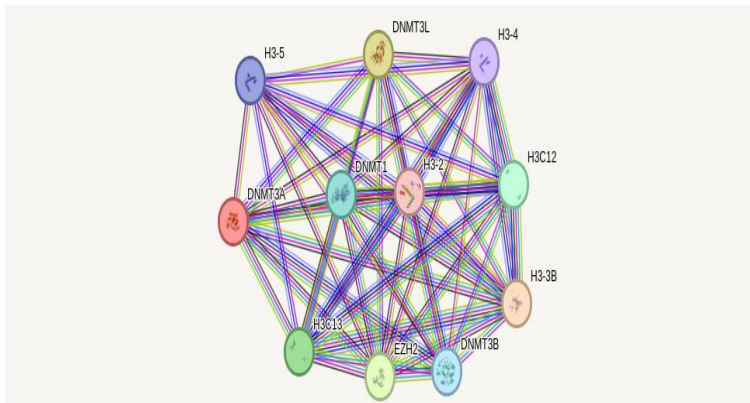 DNMT3L
H3-4
H3-5
H3C12
DNMT1
H3-2
DNMT3A
H3-3B
H3C13
EZH2
DNMT3B